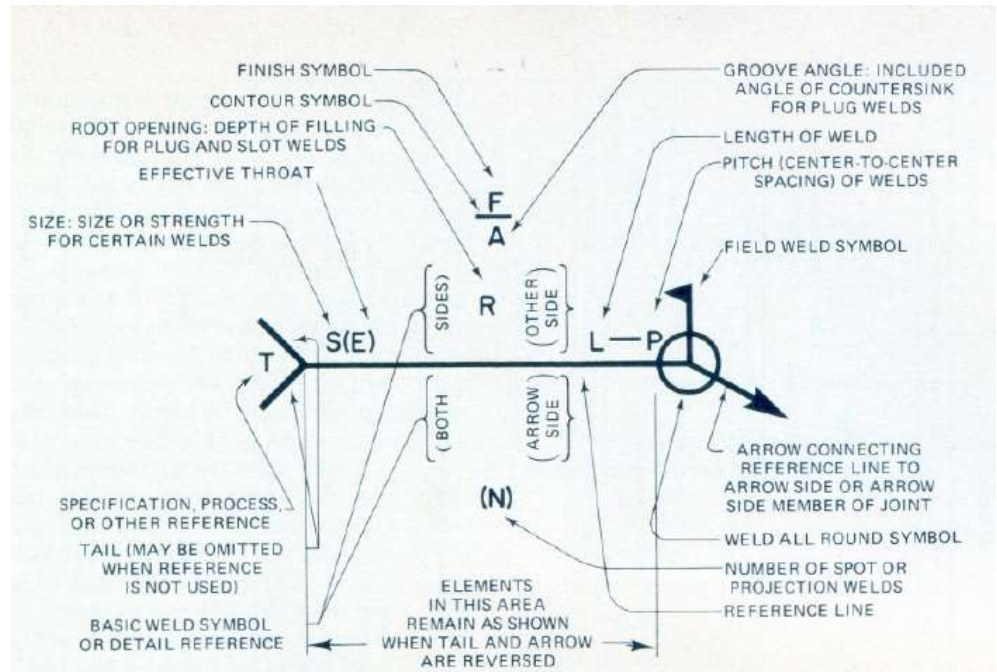 FINISH SYMBOL
CONTOUR SYMBOL
ROOT OPENING: DEPTH OF FILLING
FOR PLUG AND SLOT WELDS
EFFECTIVE THROAT
SIZE: SIZE OR STRENGTH
FOR CERTAIN WELDS
GROOVE ANGLE: INCLUDED
ANGLE OF COUNTERSINK
FOR PLUG WELDS
LENGTH OF WELD
PITCH (CENTER-TO-CENTER
SPACING) OF WELDS
FIELD WELD SYMBOL
F
A
R
SIDES)
(OTHER
SIDE)
T
S(E)
L—P
(BOTH
(ARROW
SIDE)
(N)
SPECIFICATION, PROCESS,
OR OTHER REFERENCE
TAIL (MAY BE OMITTED
WHEN REFERENCE
IS NOT USED)
BASIC WELD SYMBOL
OR DETAIL REFERENCE
ELEMENTS
IN THIS AREA
REMAIN AS SHOWN
WHEN TAIL AND ARROW
ARE REVERSED
ARROW CONNECTING
REFERENCE LINE TO
ARROW SIDE OR ARROW
SIDE MEMBER OF JOINT
WELD ALL ROUND SYMBOL
NUMBER OF SPOT OR
PROJECTION WELDS
REFERENCE LINE